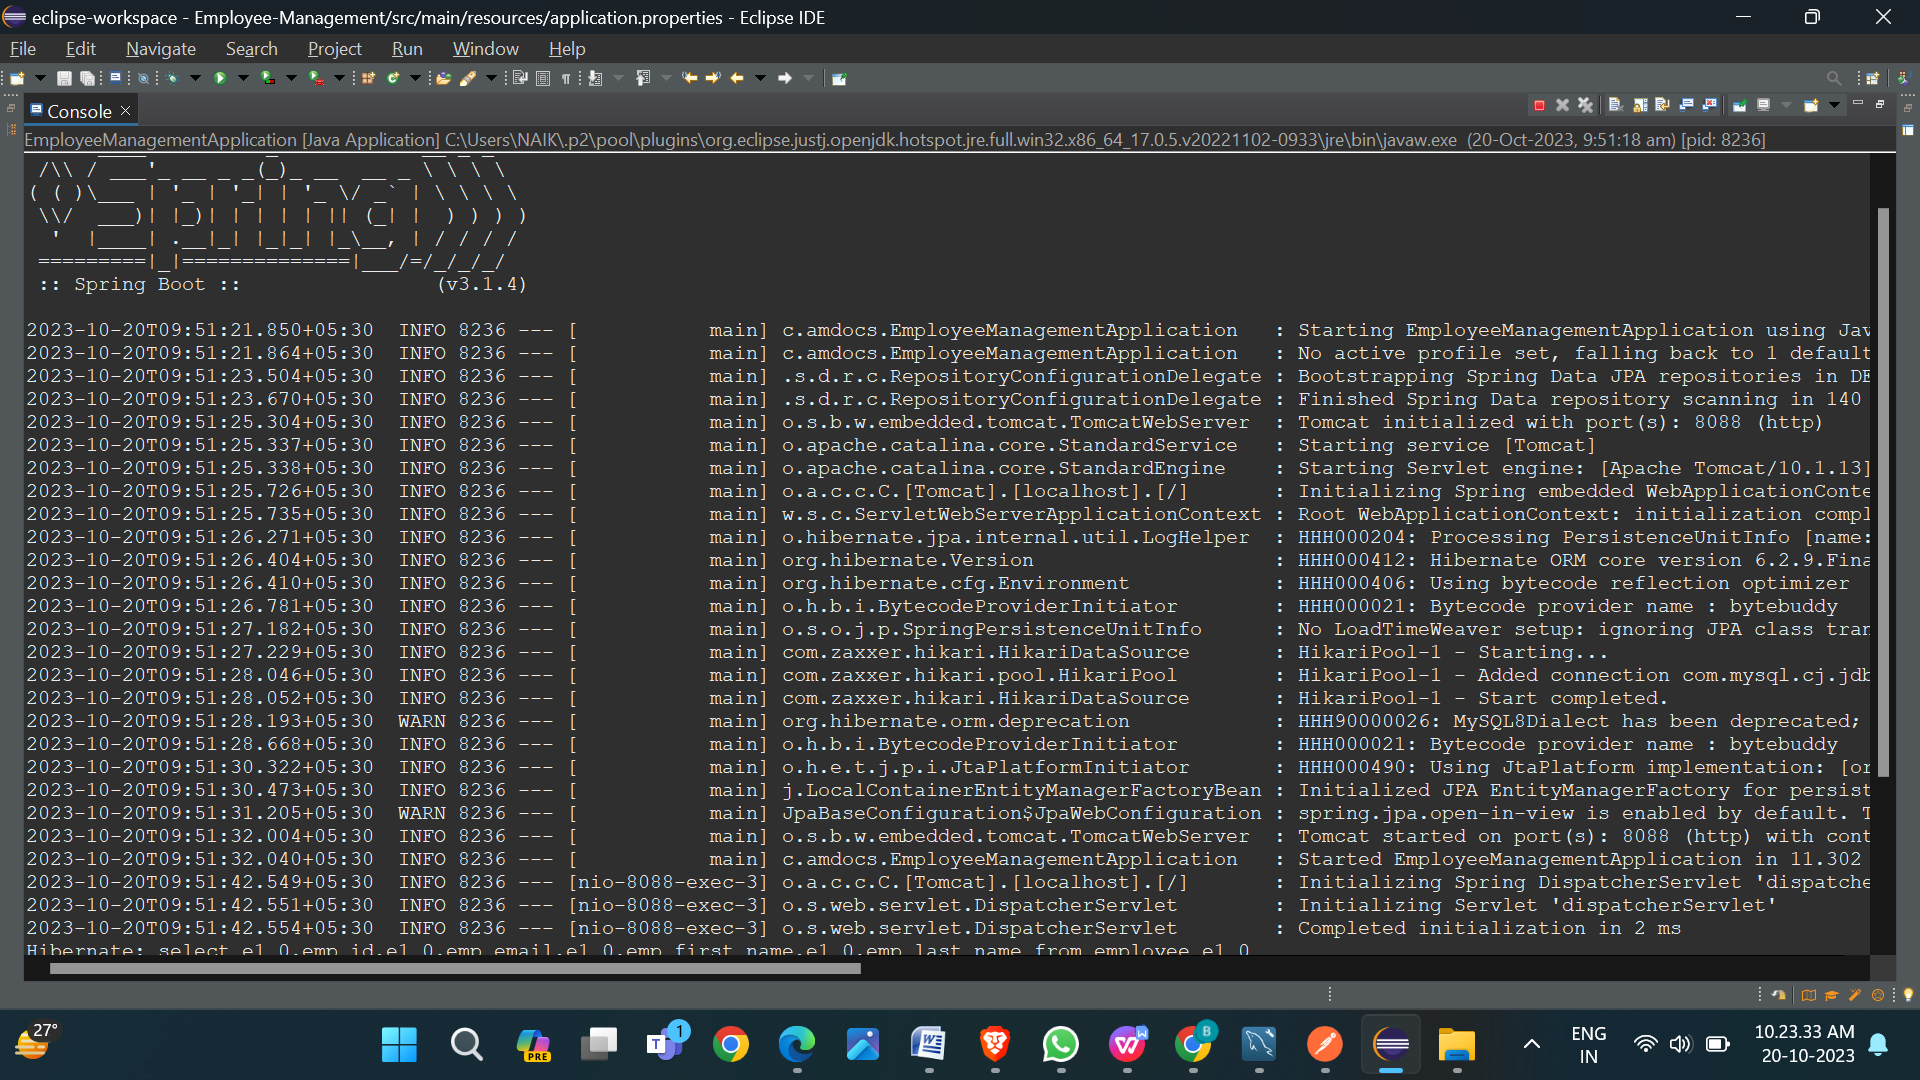 eclipse-workspace - Employee-Management/src/main/resources/application.properties - Eclipse IDE
File Edit Navigate Search Project Run Window Help
Console
EmployeeManagementApplication [Java Application] C:\Users\NAIK\.p2\pool\plugins\org.eclipse.justj.openjdk.hotspot.jre.full.win32.x86_64_17.0.5.v20221102-0933\jre\bin\javaw.exe (20-Oct-2023, 9:51:18 am) [pid: 8236]
 /\\ / ___'_ __ _ _(_)_ __  __ _ \ \ \ \
( ( )\___ | '_ | '_| | '_ \/ _` | \ \ \ \
 \\/  ___)| |_)| | | | | || (_| |  ) ) ) )
  '  |____| .__|_| |_|_| |_\__, | / / / /
 =========|_|==============|___/=/_/_/_/
 :: Spring Boot :: (v3.1.4)
2023-10-20T09:51:21.850+05:30 INFO 8236 --- [ main] c.amdocs.EmployeeManagementApplication : Starting EmployeeManagementApplication using Jav
2023-10-20T09:51:21.864+05:30 INFO 8236 --- [ main] c.amdocs.EmployeeManagementApplication : No active profile set, falling back to 1 default
2023-10-20T09:51:23.504+05:30 INFO 8236 --- [ main] .s.d.r.c.RepositoryConfigurationDelegate : Bootstrapping Spring Data JPA repositories in DE
2023-10-20T09:51:23.670+05:30 INFO 8236 --- [ main] .s.d.r.c.RepositoryConfigurationDelegate : Finished Spring Data repository scanning in 140
2023-10-20T09:51:25.304+05:30 INFO 8236 --- [ main] o.s.b.w.embedded.tomcat.TomcatWebServer : Tomcat initialized with port(s): 8088 (http)
2023-10-20T09:51:25.337+05:30 INFO 8236 --- [ main] o.apache.catalina.core.StandardService : Starting service [Tomcat]
2023-10-20T09:51:25.338+05:30 INFO 8236 --- [ main] o.apache.catalina.core.StandardEngine : Starting Servlet engine: [Apache Tomcat/10.1.13]
2023-10-20T09:51:25.726+05:30 INFO 8236 --- [ main] o.a.c.c.C.[Tomcat].[localhost].[/] : Initializing Spring embedded WebApplicationConte
2023-10-20T09:51:25.735+05:30 INFO 8236 --- [ main] w.s.c.ServletWebServerApplicationContext : Root WebApplicationContext: initialization compl
2023-10-20T09:51:26.271+05:30 INFO 8236 --- [ main] o.hibernate.jpa.internal.util.LogHelper : HHH000204: Processing PersistenceUnitInfo [name:
2023-10-20T09:51:26.404+05:30 INFO 8236 --- [ main] org.hibernate.Version : HHH000412: Hibernate ORM core version 6.2.9.Fina
2023-10-20T09:51:26.410+05:30 INFO 8236 --- [ main] org.hibernate.cfg.Environment : HHH000406: Using bytecode reflection optimizer
2023-10-20T09:51:26.781+05:30 INFO 8236 --- [ main] o.h.b.i.BytecodeProviderInitiator : HHH000021: Bytecode provider name : bytebuddy
2023-10-20T09:51:27.182+05:30 INFO 8236 --- [ main] o.s.o.j.p.SpringPersistenceUnitInfo : No LoadTimeWeaver setup: ignoring JPA class tran
2023-10-20T09:51:27.229+05:30 INFO 8236 --- [ main] com.zaxxer.hikari.HikariDataSource : HikariPool-1 - Starting...
2023-10-20T09:51:28.046+05:30 INFO 8236 --- [ main] com.zaxxer.hikari.pool.HikariPool : HikariPool-1 - Added connection com.mysql.cj.jdb
2023-10-20T09:51:28.052+05:30 INFO 8236 --- [ main] com.zaxxer.hikari.HikariDataSource : HikariPool-1 - Start completed.
2023-10-20T09:51:28.193+05:30 WARN 8236 --- [ main] org.hibernate.orm.deprecation : HHH90000026: MySQL8Dialect has been deprecated;
2023-10-20T09:51:28.668+05:30 INFO 8236 --- [ main] o.h.b.i.BytecodeProviderInitiator : HHH000021: Bytecode provider name : bytebuddy
2023-10-20T09:51:30.322+05:30 INFO 8236 --- [ main] o.h.e.t.j.p.i.JtaPlatformInitiator : HHH000490: Using JtaPlatform implementation: [or
2023-10-20T09:51:30.473+05:30 INFO 8236 --- [ main] j.LocalContainerEntityManagerFactoryBean : Initialized JPA EntityManagerFactory for persist
2023-10-20T09:51:31.205+05:30 WARN 8236 --- [ main] JpaBaseConfiguration$JpaWebConfiguration : spring.jpa.open-in-view is enabled by default. T
2023-10-20T09:51:32.004+05:30 INFO 8236 --- [ main] o.s.b.w.embedded.tomcat.TomcatWebServer : Tomcat started on port(s): 8088 (http) with cont
2023-10-20T09:51:32.040+05:30 INFO 8236 --- [ main] c.amdocs.EmployeeManagementApplication : Started EmployeeManagementApplication in 11.302
2023-10-20T09:51:42.549+05:30 INFO 8236 --- [nio-8088-exec-3] o.a.c.c.C.[Tomcat].[localhost].[/] : Initializing Spring DispatcherServlet 'dispatche
2023-10-20T09:51:42.551+05:30 INFO 8236 --- [nio-8088-exec-3] o.s.web.servlet.DispatcherServlet : Initializing Servlet 'dispatcherServlet'
2023-10-20T09:51:42.554+05:30 INFO 8236 --- [nio-8088-exec-3] o.s.web.servlet.DispatcherServlet : Completed initialization in 2 ms
Hibernate: select e1_0.emp_id,e1_0.emp_email,e1_0.emp_first_name,e1_0.emp_last_name from employee e1_0
27°
PRE
1
B
ENG
IN
10.23.33 AM
20-10-2023